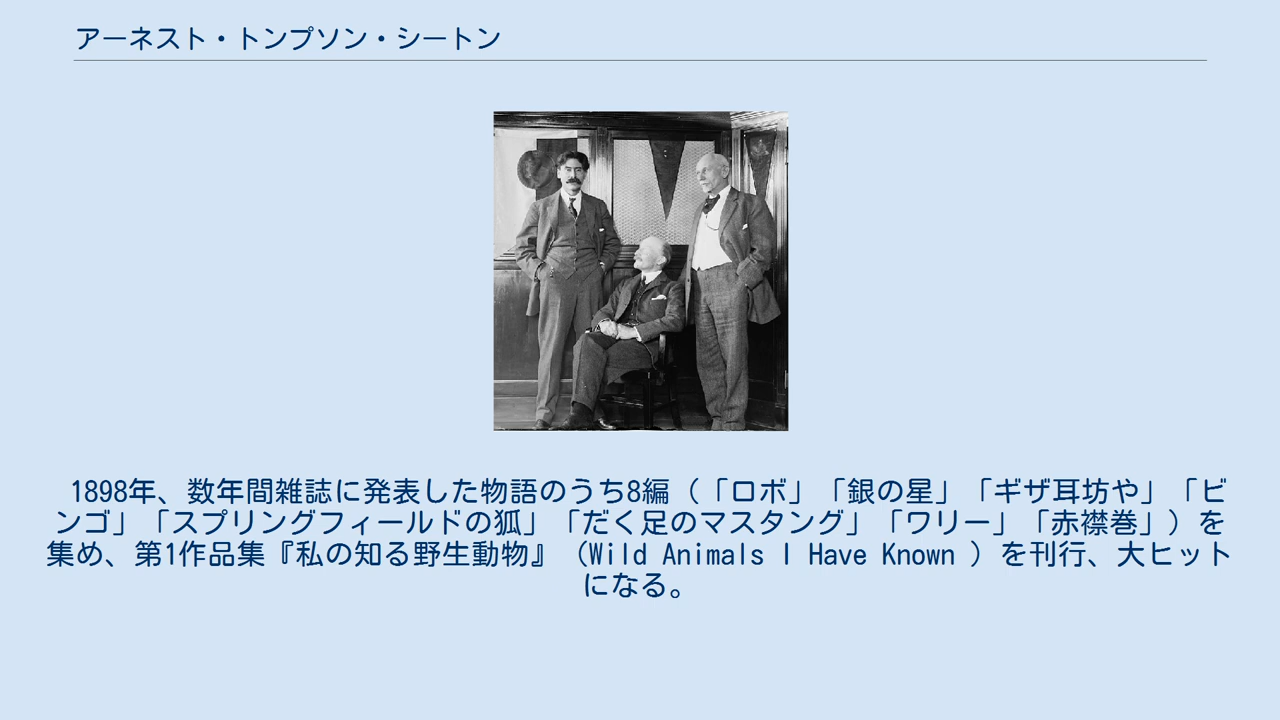 アーネスト・トンプソン・シートン
1898年、数年間雑誌に発表した物語のうち8編（「ロボ」「銀の星」「ギザ耳坊や」「ビ
ンゴ」「スプリングフィールドの狐」「だく足のマスタング」「ワリー」「赤襟巻」）を
集め、第1作品集『私の知る野生動物』（Wild Animals I Have Known ）を刊行、大ヒット
になる。